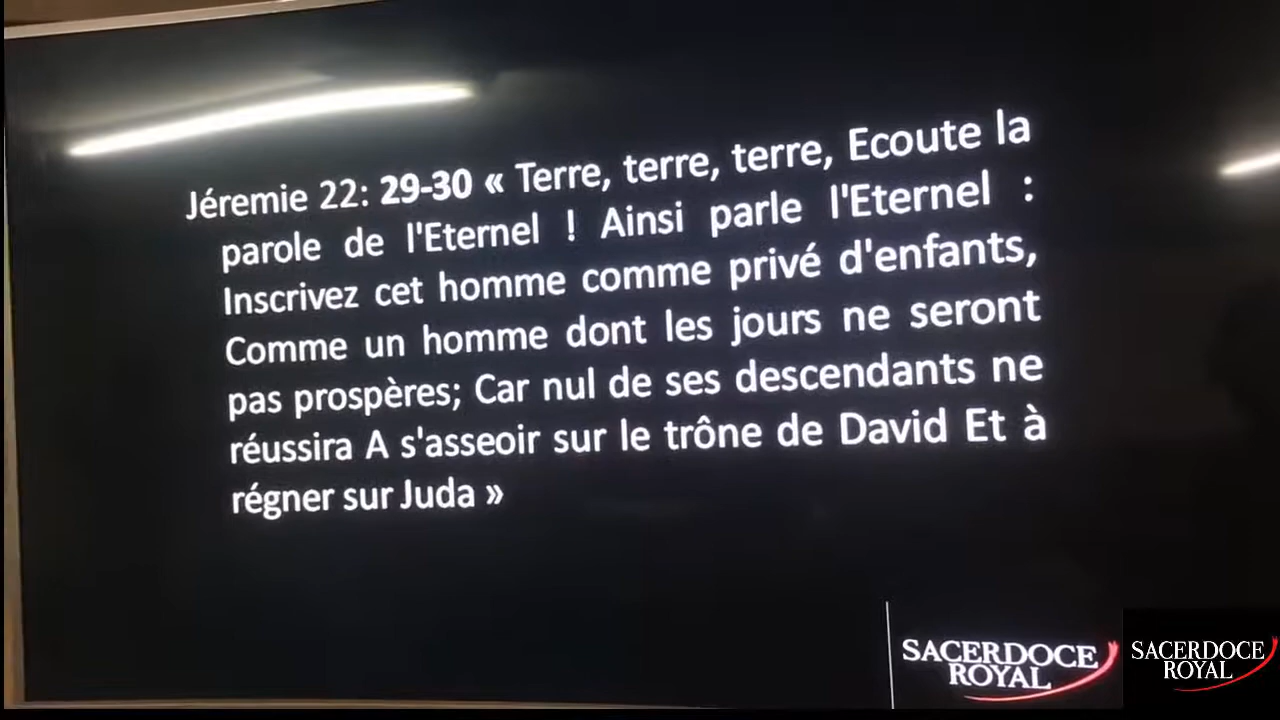 Jéremie 22: 29-30 « Terre, terre, terre, Ecoute la
parole de l'Eternel ! Ainsi parle l'Eternel :
Inscrivez cet homme comme privé d'enfants,
Comme un homme dont les jours ne seront
pas prospères; Car nul de ses descendants ne
réussira A s'asseoir sur le trône de David Et à
régner sur Juda »
SACERDOCE
ROYAL
SACERDOCE
ROYAL